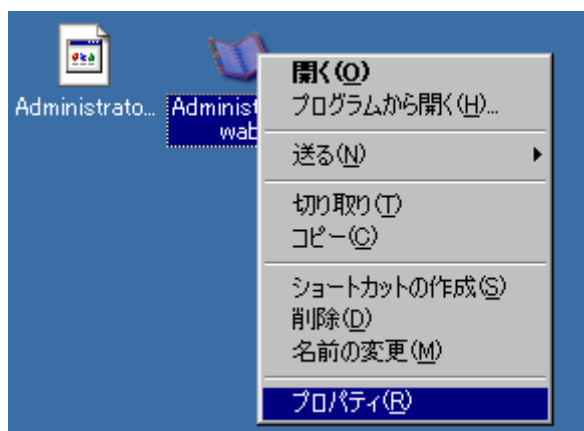 Administrato...
Administ
wab
開く(O)
プログラムから開く(H)...
送る(N)
切り取り(T)
コピー(C)
ショートカットの作成(S)
削除(D)
名前の変更(M)
プロパティ(R)